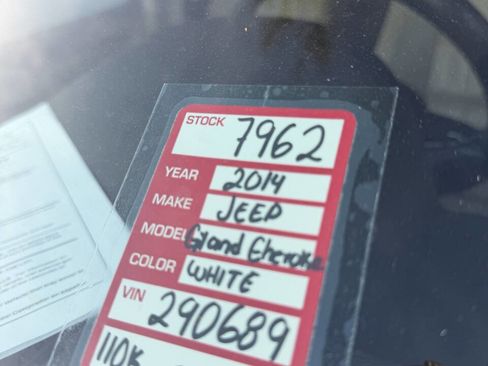 STOCK 7962
YEAR 2014
MAKE JEEP
MODEL Grand Cherokee
COLOR WHITE
VIN 290689
110K